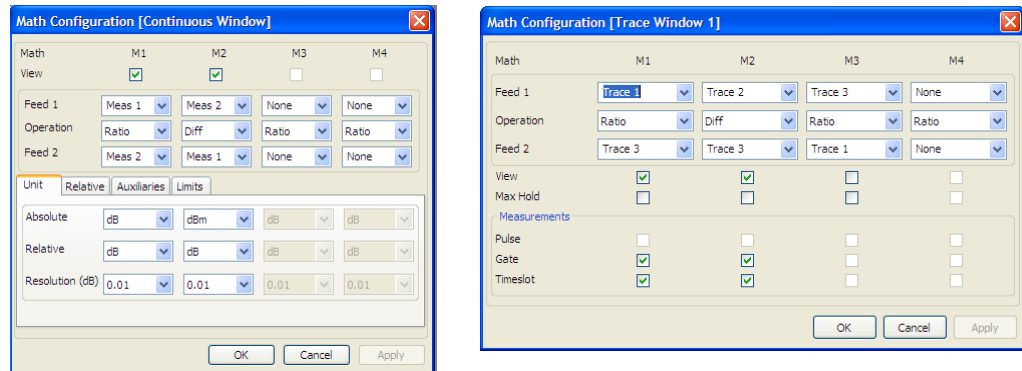 Math Configuration [Continuous Window]
Math M1 M2 M3 M4
View
Feed 1 Meas 1 Meas 2 None None
Operation Ratio Diff Ratio Ratio
Feed 2 Meas 2 Meas 1 None None
Unit Relative Auxiliaries Limits
Absolute dB dBm dB dB
Relative dB dB dB dB
Resolution (dB) 0.01 0.01 0.01 0.01
OK Cancel Apply
Math Configuration [Trace Window 1]
Math M1 M2 M3 M4
Feed 1 Trace 1 Trace 2 Trace 3 None
Operation Ratio Diff Ratio Ratio
Feed 2 Trace 3 Trace 3 Trace 1 None
View
Max Hold
Measurements
Pulse
Gate
Timeslot
OK Cancel Apply